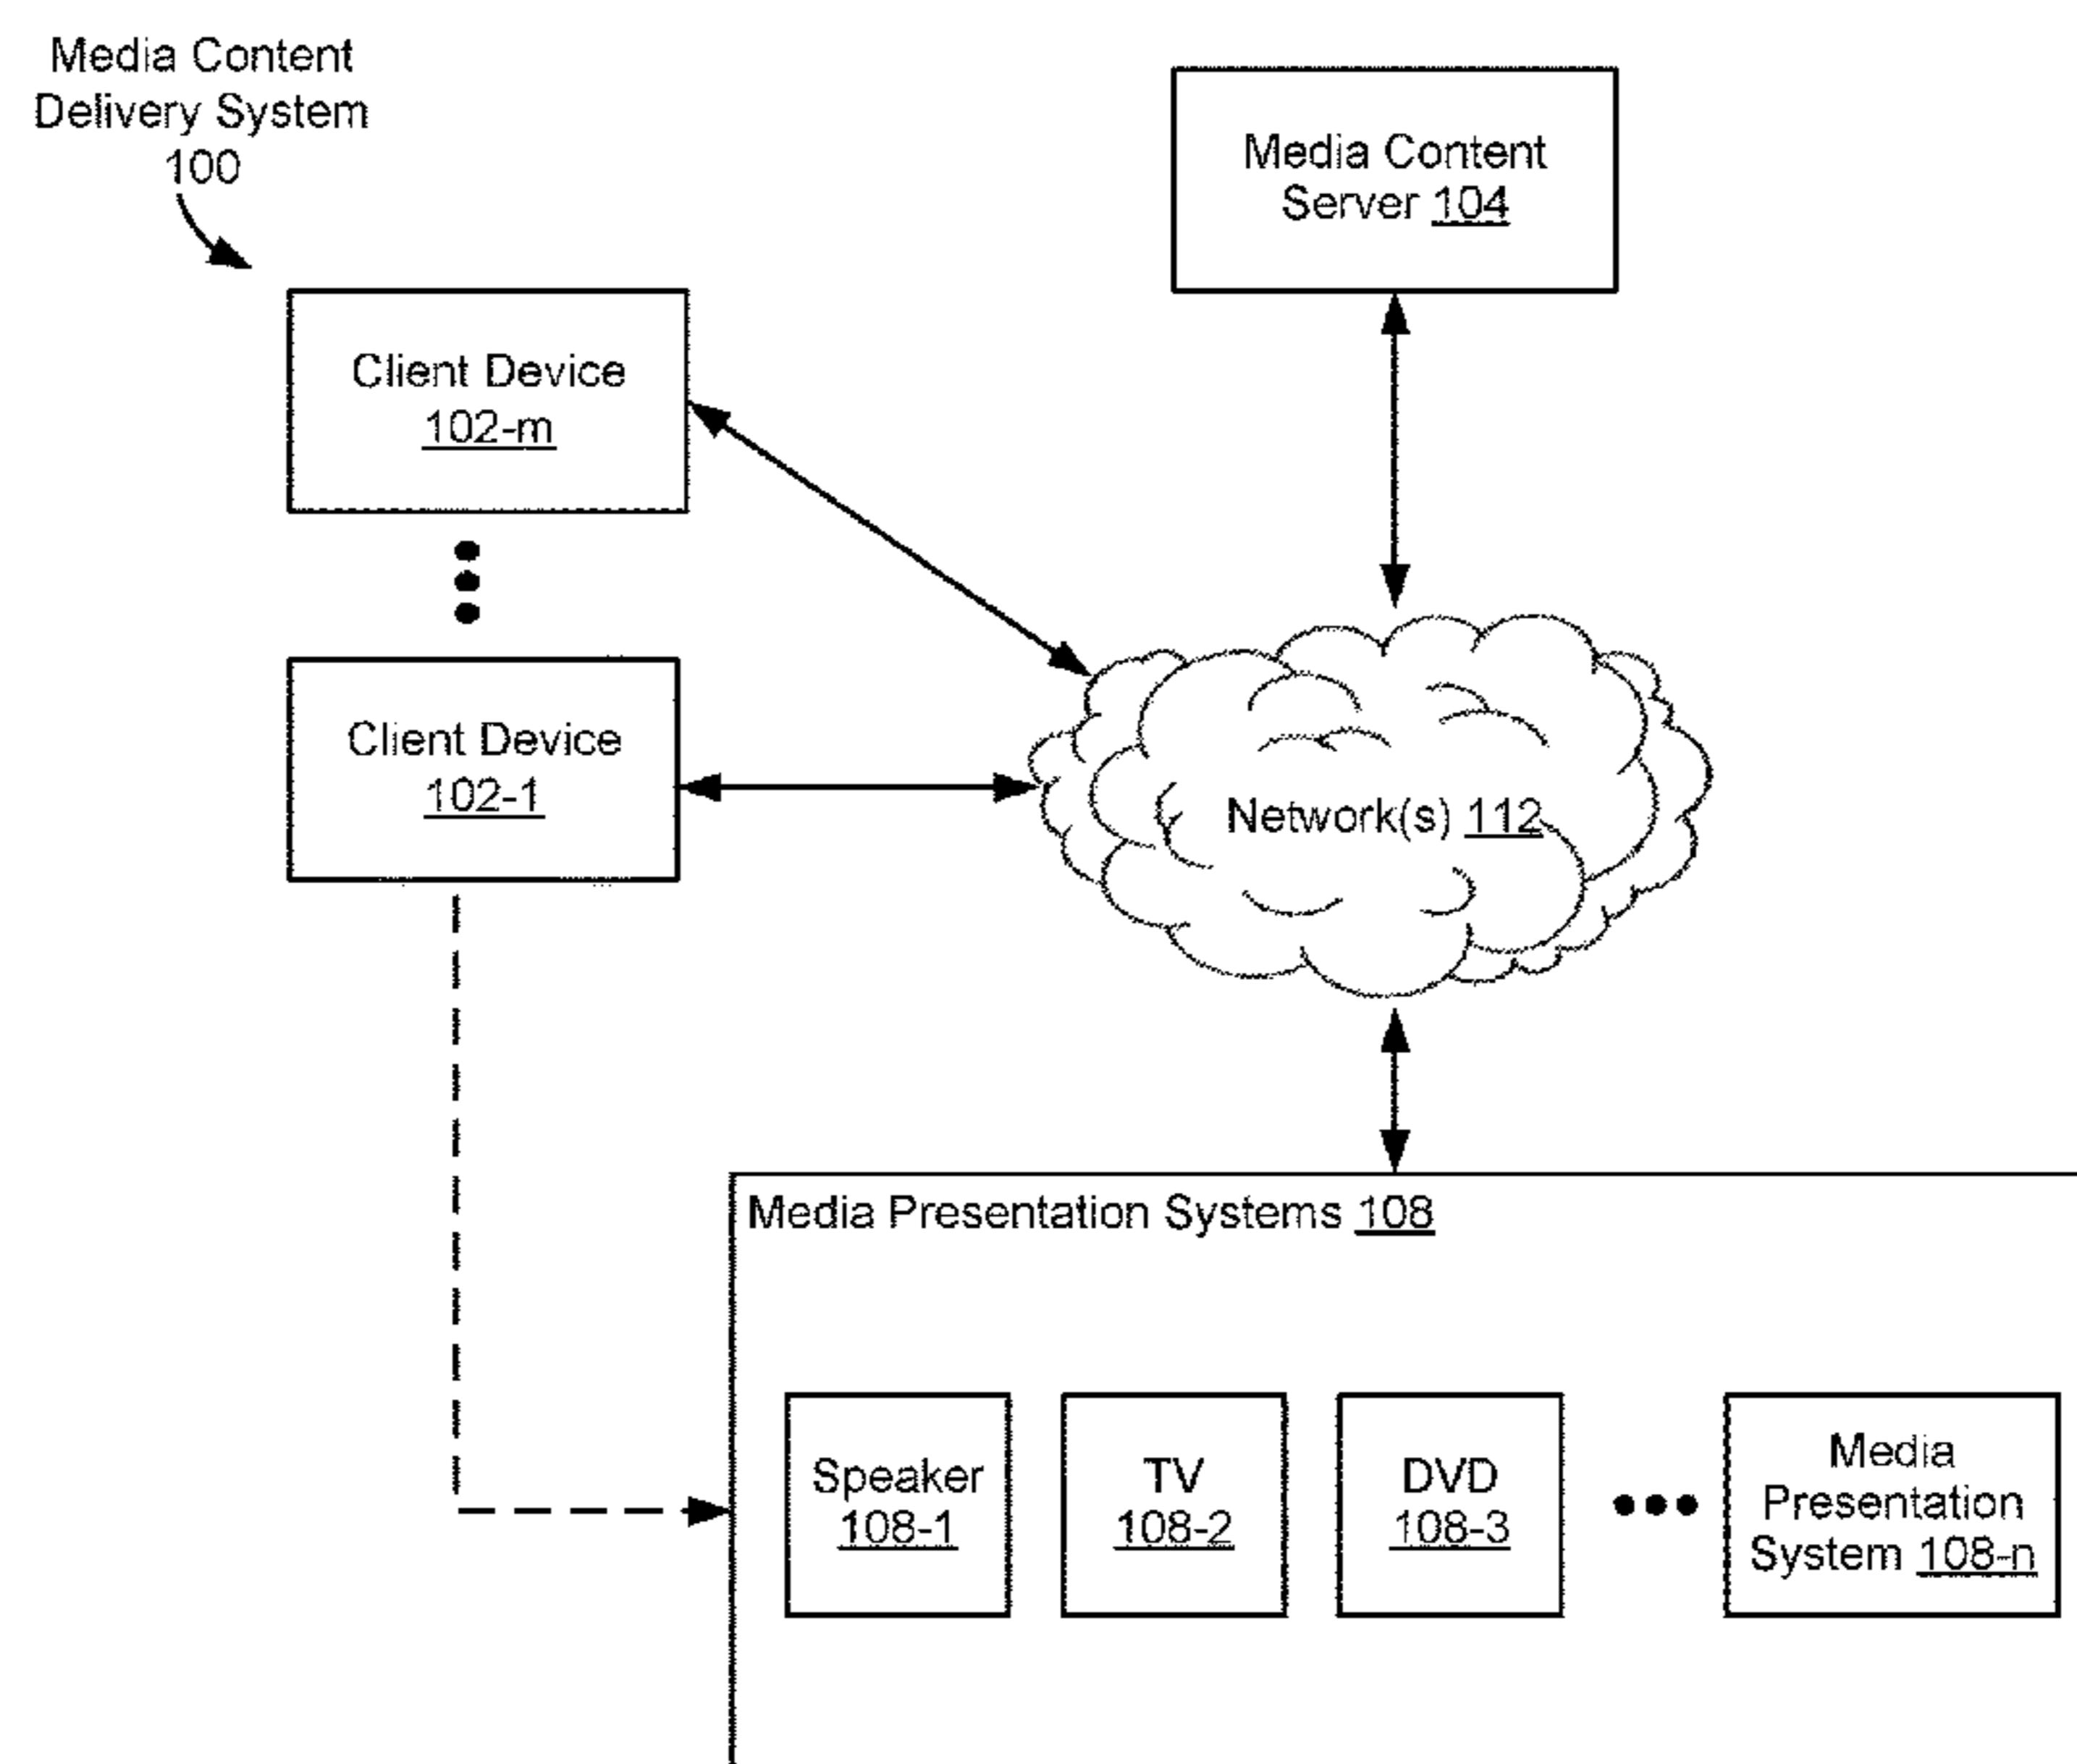 Media Content
Delivery System
100
Media Content
Server 104
Client Device
102-m
Client Device
102-1
Network(s) 112
Media Presentation Systems 108
Speaker
108-1
TV
108-2
DVD
108-3
Media
Presentation
System 108-n